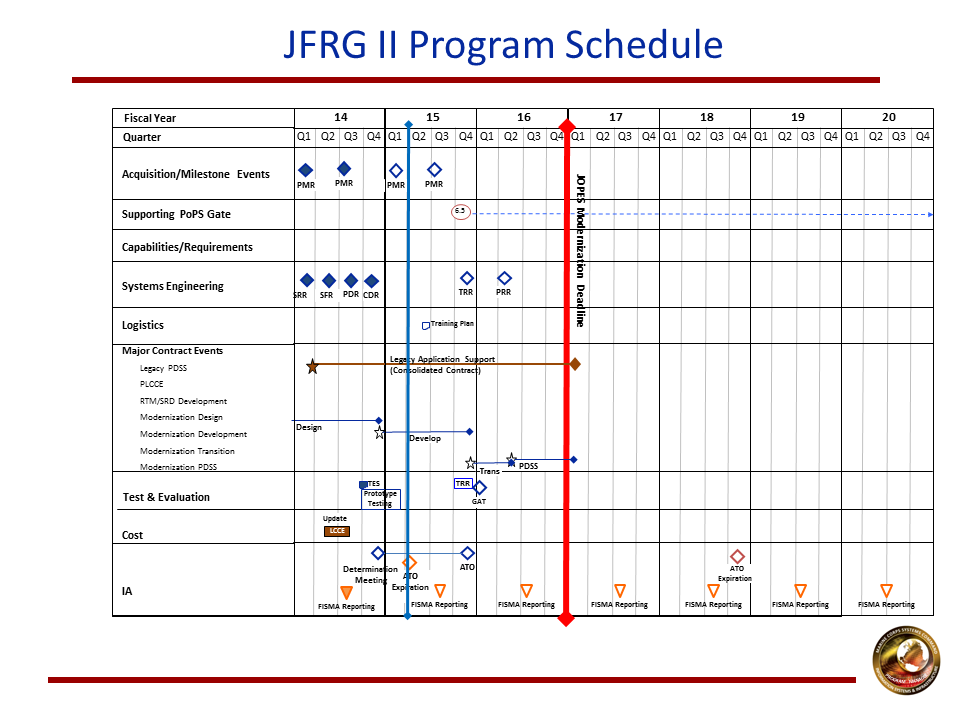 JFRG II Program Schedule
Fiscal Year 14 15 16 17 18 19 20
Quarter Q1 Q2 Q3 Q4 Q1 Q2 Q3 Q4 Q1 Q2 Q3 Q4 Q1 Q2 Q3 Q4 Q1 Q2 Q3 Q4 Q1 Q2 Q3 Q4 Q1 Q2 Q3 Q4
Acquisition/Milestone Events
PMR PMR PMR PMR
JOPES Modernization Deadline
Supporting PoPS Gate 6.5
Capabilities/Requirements
Systems Engineering
SRR SFR PDR CDR TRR PRR
Logistics Training Plan
Major Contract Events
Legacy Application Support
(Consolidated Contract)
Legacy PDSS
PLCCE
RTM/SRD Development
Modernization Design
Design
Modernization Development
Develop
Modernization Transition
Modernization PDSS
Trans PDSS
Test & Evaluation
TES TRR
Prototype
Testing
GAT
Cost
Update
LCCE
IA
Determination
Meeting
ATO
Expiration
ATO
ATO
Expiration
FISMA Reporting FISMA Reporting FISMA Reporting FISMA Reporting FISMA Reporting FISMA Reporting FISMA Reporting
MARINE CORPS SYSTEMS COMMAND